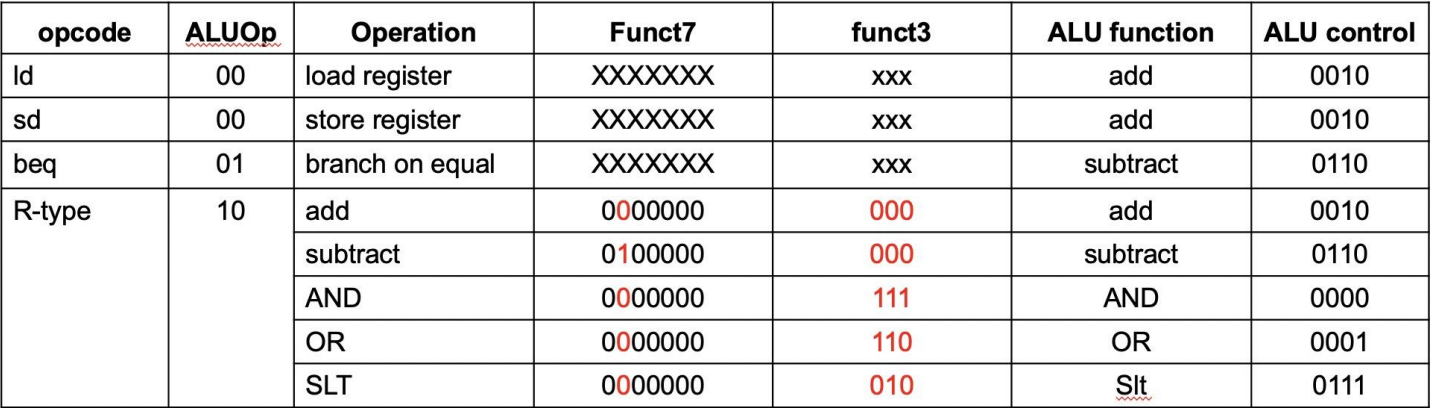 opcode ALUOp Operation Funct7 funct3 ALU function ALU control
ld 00 load register XXXXXXX xxx add 0010
sd 00 store register XXXXXXX xxx add 0010
beq 01 branch on equal XXXXXXX xxx subtract 0110
R-type 10 add 0000000 000 add 0010
subtract 0100000 000 subtract 0110
AND 0000000 111 AND 0000
OR 0000000 110 OR 0001
SLT 0000000 010 Slt 0111